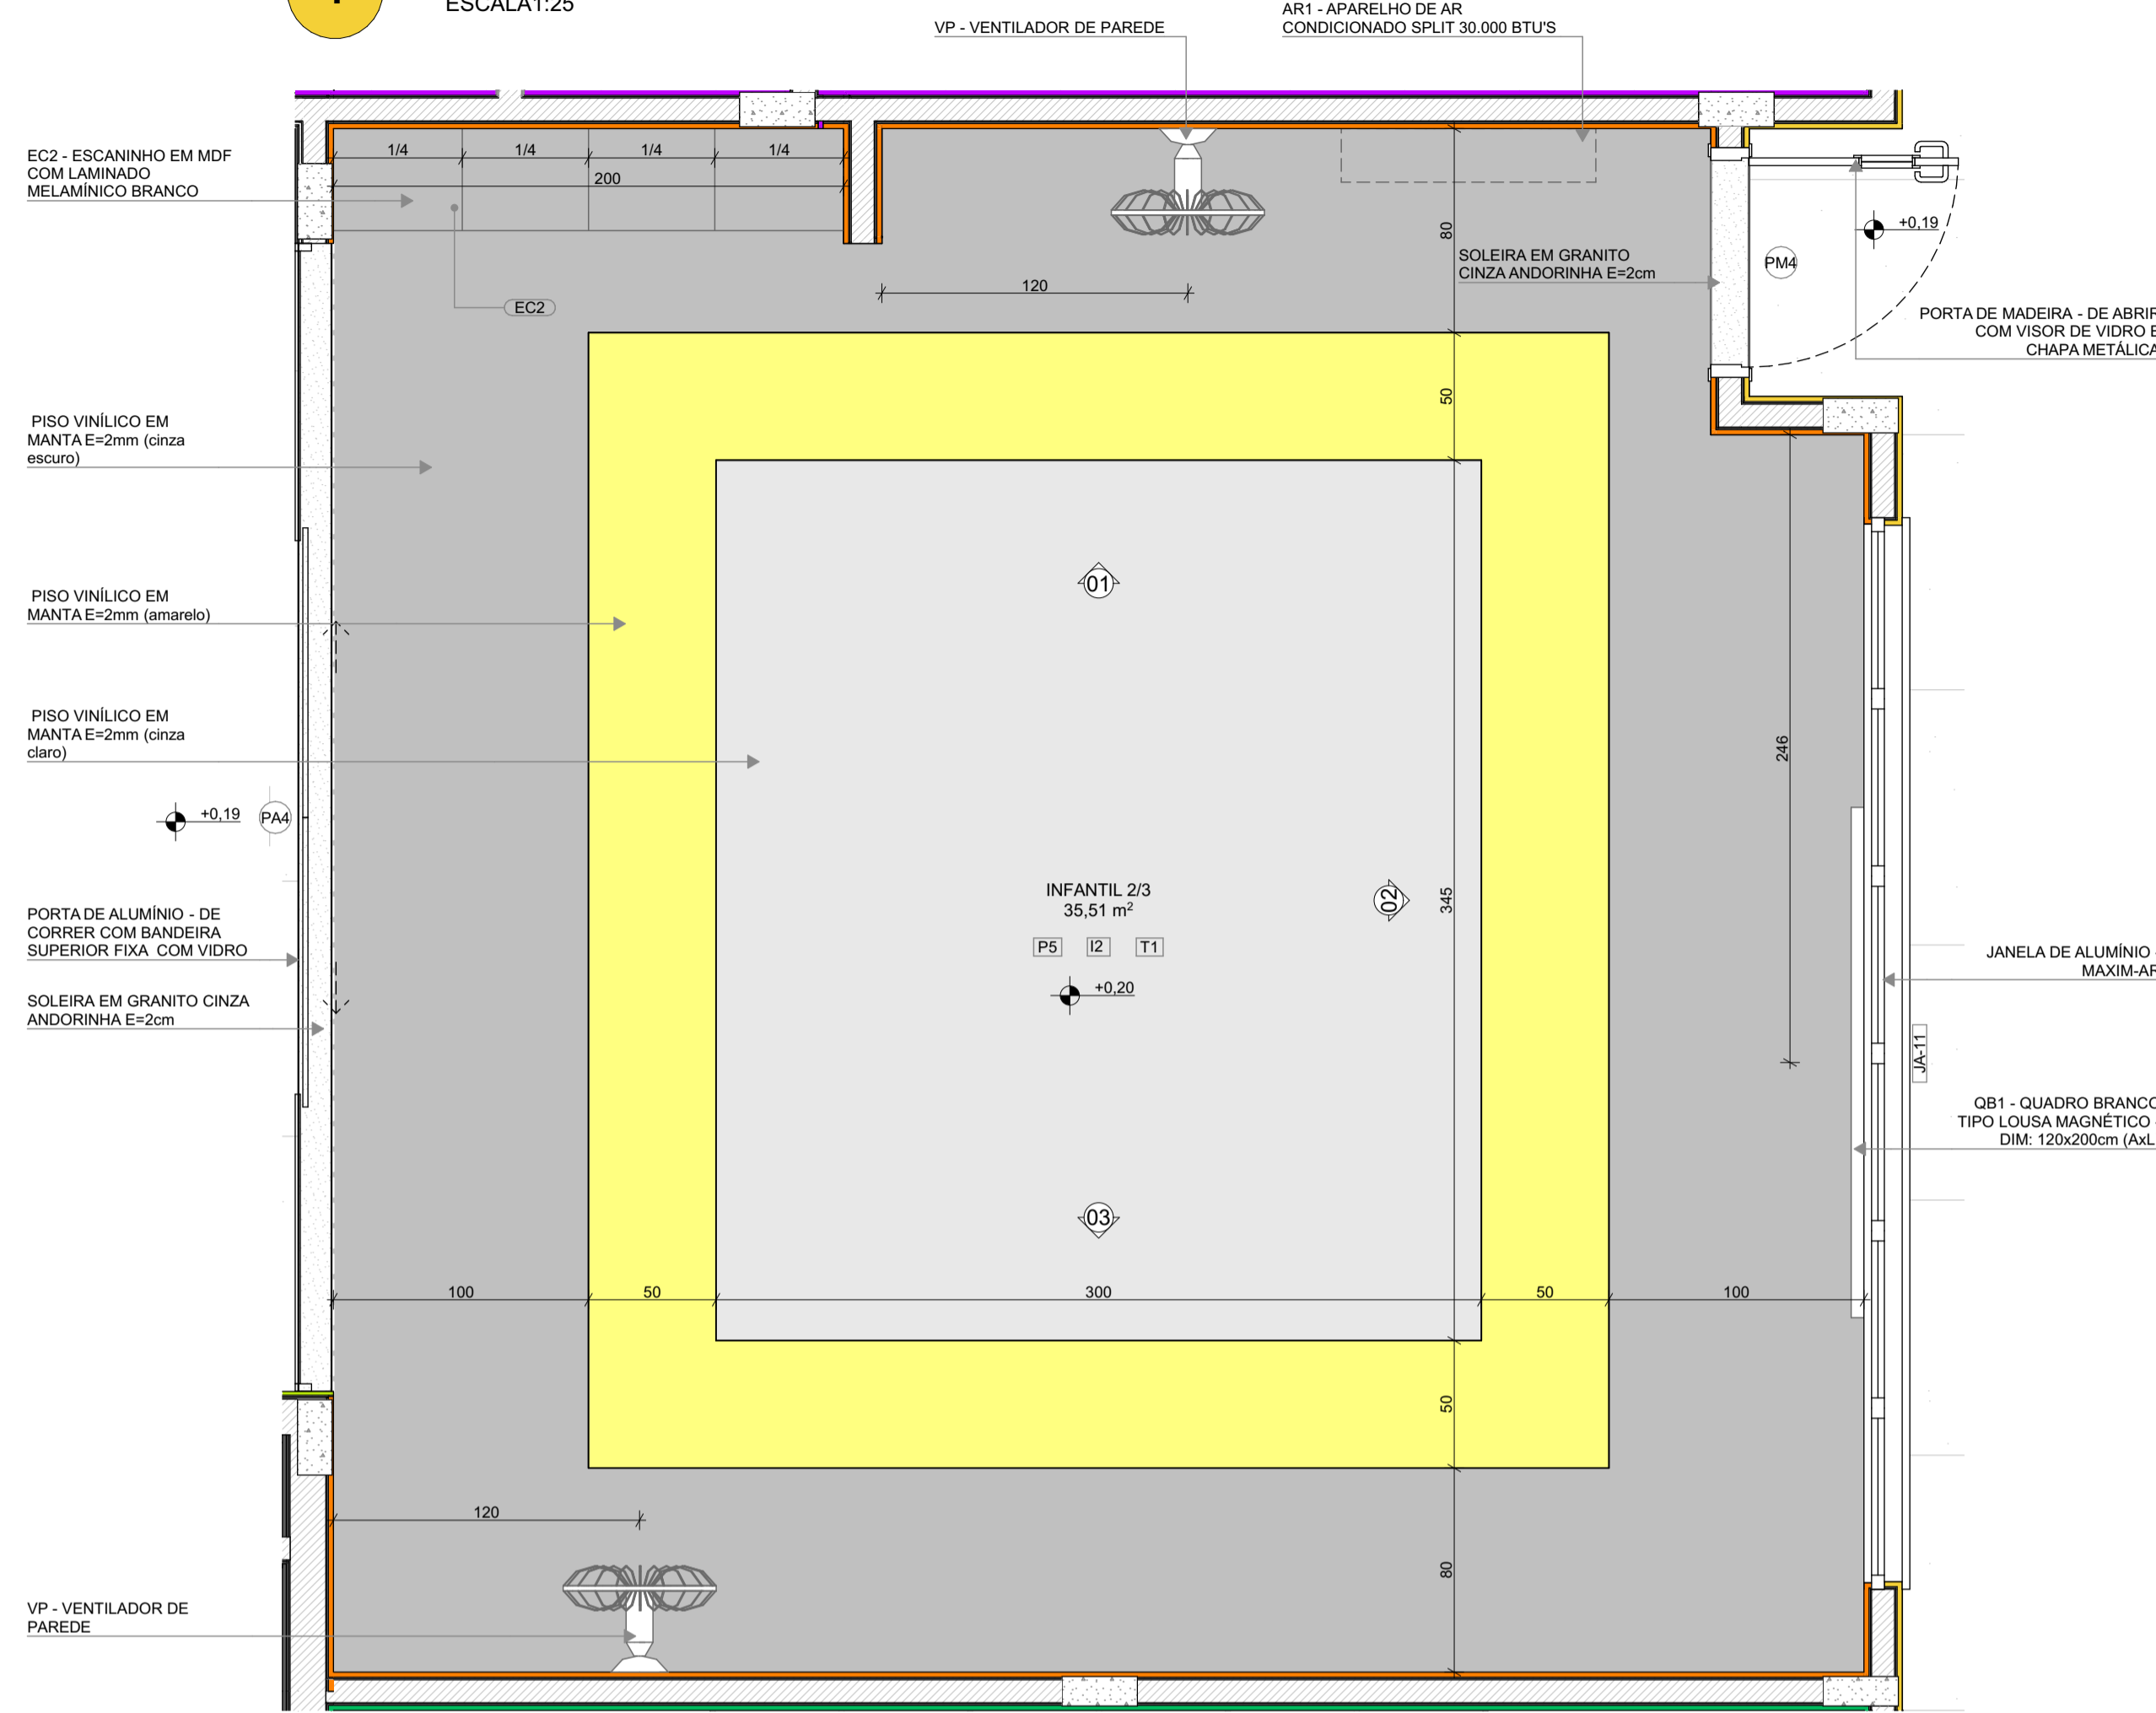 ESCALA1:25
VP - VENTILADOR DE PAREDE
AR1 - APARELHO DE AR
CONDICIONADO SPLIT 30.000 BTU'S
EC2 - ESCANINHO EM MDF
COM LAMINADO
MELAMÍNICO BRANCO
1/4
1/4
1/4
1/4
200
80
+0,19
PM4
SOLEIRA EM GRANITO
CINZA ANDORINHA E=2cm
120
EC2
PORTA DE MADEIRA - DE ABRIR
COM VISOR DE VIDRO E
CHAPA METÁLICA
50
PISO VINÍLICO EM
MANTA E=2mm (cinza
escuro)
01
PISO VINÍLICO EM
MANTA E=2mm (amarelo)
PISO VINÍLICO EM
MANTA E=2mm (cinza
claro)
246
+0,19
PA4
INFANTIL 2/3
35,51 m²
02
345
P5
I2
T1
+0,20
PORTA DE ALUMÍNIO - DE
CORRER COM BANDEIRA
SUPERIOR FIXA COM VIDRO
SOLEIRA EM GRANITO CINZA
ANDORINHA E=2cm
JANELA DE ALUMÍNIO -
MAXIM-AR
JA-11
QB1 - QUADRO BRANCO
TIPO LOUSA MAGNÉTICO -
DIM: 120x200cm (AxL
03
100
50
300
50
100
50
120
80
VP - VENTILADOR DE
PAREDE